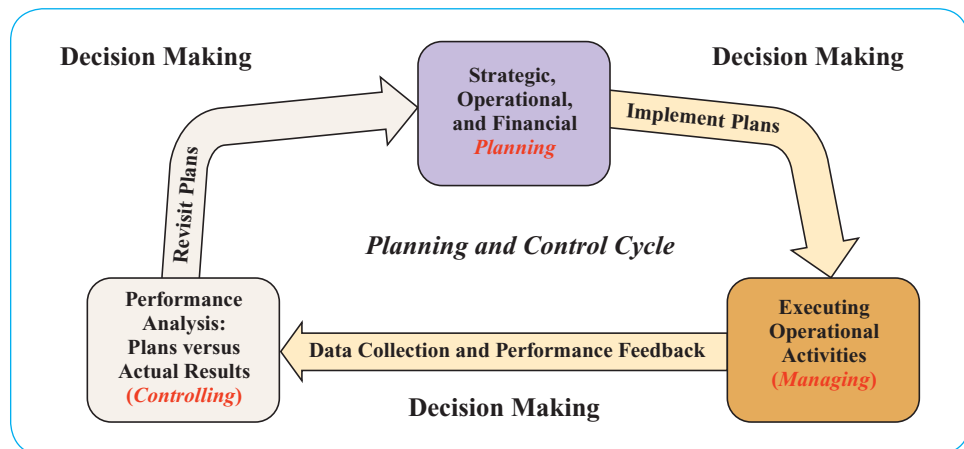 Decision Making
Decision Making
Strategic,
Operational,
and Financial
Planning
Implement Plans
Revisit Plans
Planning and Control Cycle
Performance
Analysis:
Plans versus
Actual Results
(Controlling)
Data Collection and Performance Feedback
Executing
Operational
Activities
(Managing)
Decision Making